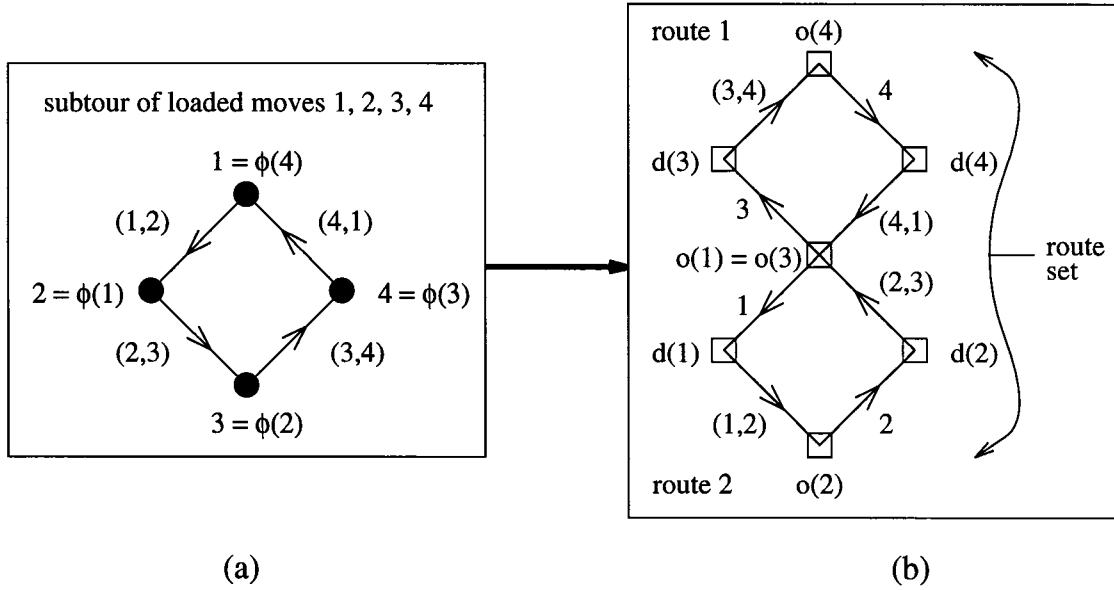 subtour of loaded moves 1, 2, 3, 4
1 = ϕ(4)
(1,2)
(4,1)
2 = ϕ(1)
4 = ϕ(3)
(2,3)
(3,4)
3 = ϕ(2)
(a)
route 1
o(4)
(3,4)
4
d(3)
d(4)
3
(4,1)
o(1) = o(3)
(2,3)
1
d(1)
d(2)
(1,2)
2
route 2
o(2)
route
set
(b)